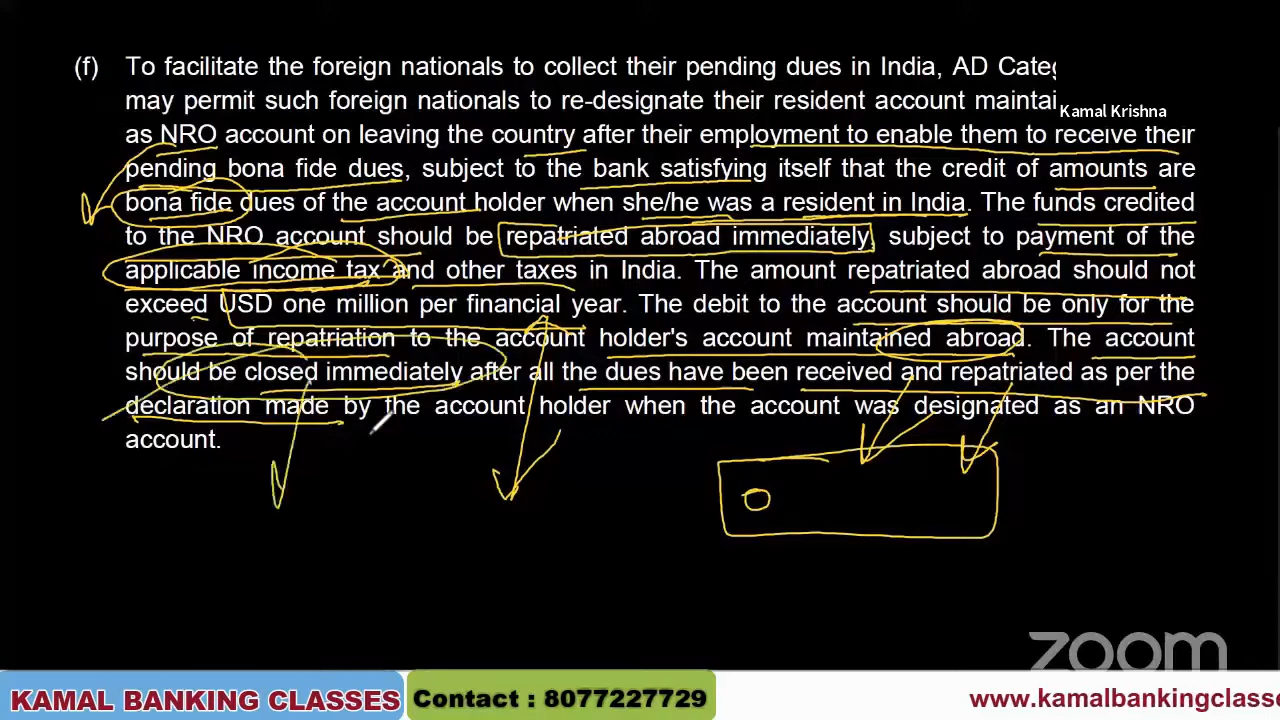 (f) To facilitate the foreign nationals to collect their pending dues in India, AD Categ
may permit such foreign nationals to re-designate their resident account maintai
Kamal Krishna
as NRO account on leaving the country after their employment to enable them to receive their
pending bona fide dues, subject to the bank satisfying itself that the credit of amounts are
bona fide dues of the account holder when she/he was a resident in India. The funds credited
to the NRO account should be repatriated abroad immediately, subject to payment of the
applicable income tax and other taxes in India. The amount repatriated abroad should not
exceed USD one million per financial year. The debit to the account should be only for the
purpose of repatriation to the account holder's account maintained abroad. The account
should be closed immediately after all the dues have been received and repatriated as per the
declaration made by the account holder when the account was designated as an NRO
account.
zoom
KAMAL BANKING CLASSES Contact : 8077227729 www.kamalbankingclasse